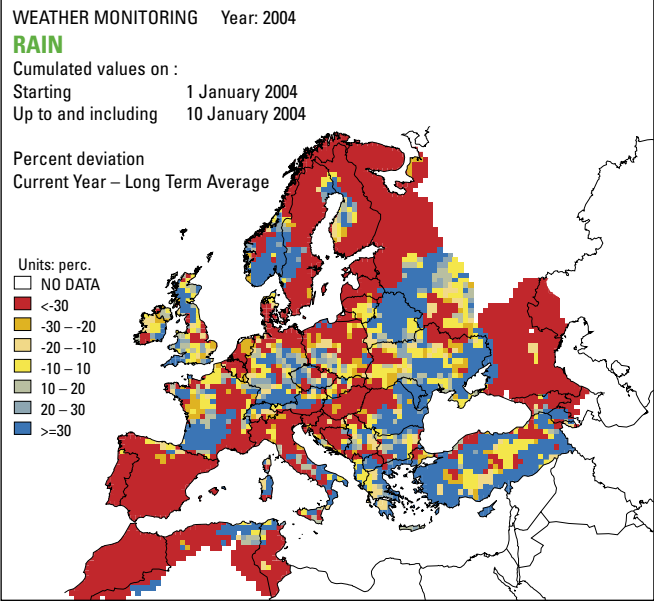 WEATHER MONITORING Year: 2004
RAIN
Cumulated values on :
Starting 1 January 2004
Up to and including 10 January 2004
Percent deviation
Current Year – Long Term Average
Units: perc.
NO DATA
<-30
-30 – -20
-20 – -10
-10 – 10
10 – 20
20 – 30
>=30